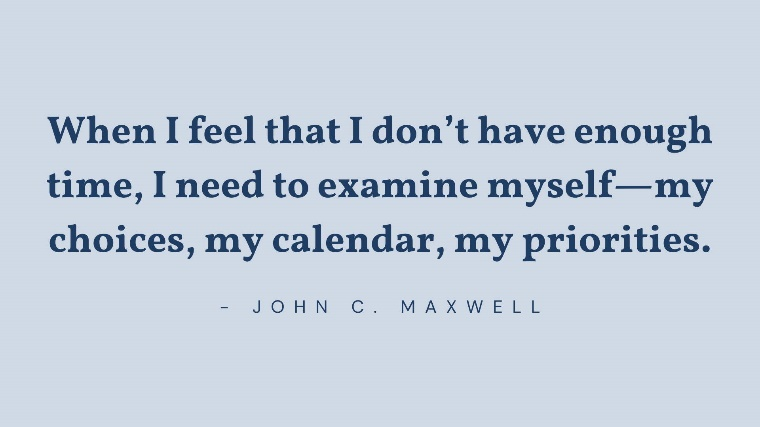 When I feel that I don’t have enough
time, I need to examine myself—my
choices, my calendar, my priorities.
- JOHN C. MAXWELL